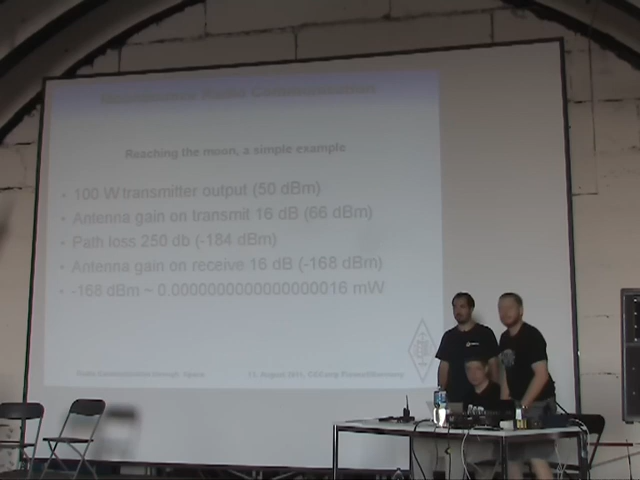 Reaching the moon, a simple example
• 100 W transmitter output (50 dBm)
• Antenna gain on transmit 16 dB (66 dBm)
• Path loss 250 db (-184 dBm)
• Antenna gain on receive 16 dB (-168 dBm)
• -168 dBm ~ 0.0000000000000000016 mW